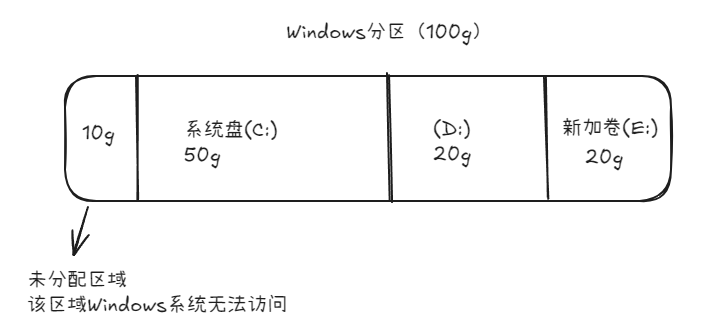 Windows分区（100g）
10g
系统盘(C:)
50g
(D:)
20g
新加卷(E:)
20g
未分配区域
该区域Windows系统无法访问